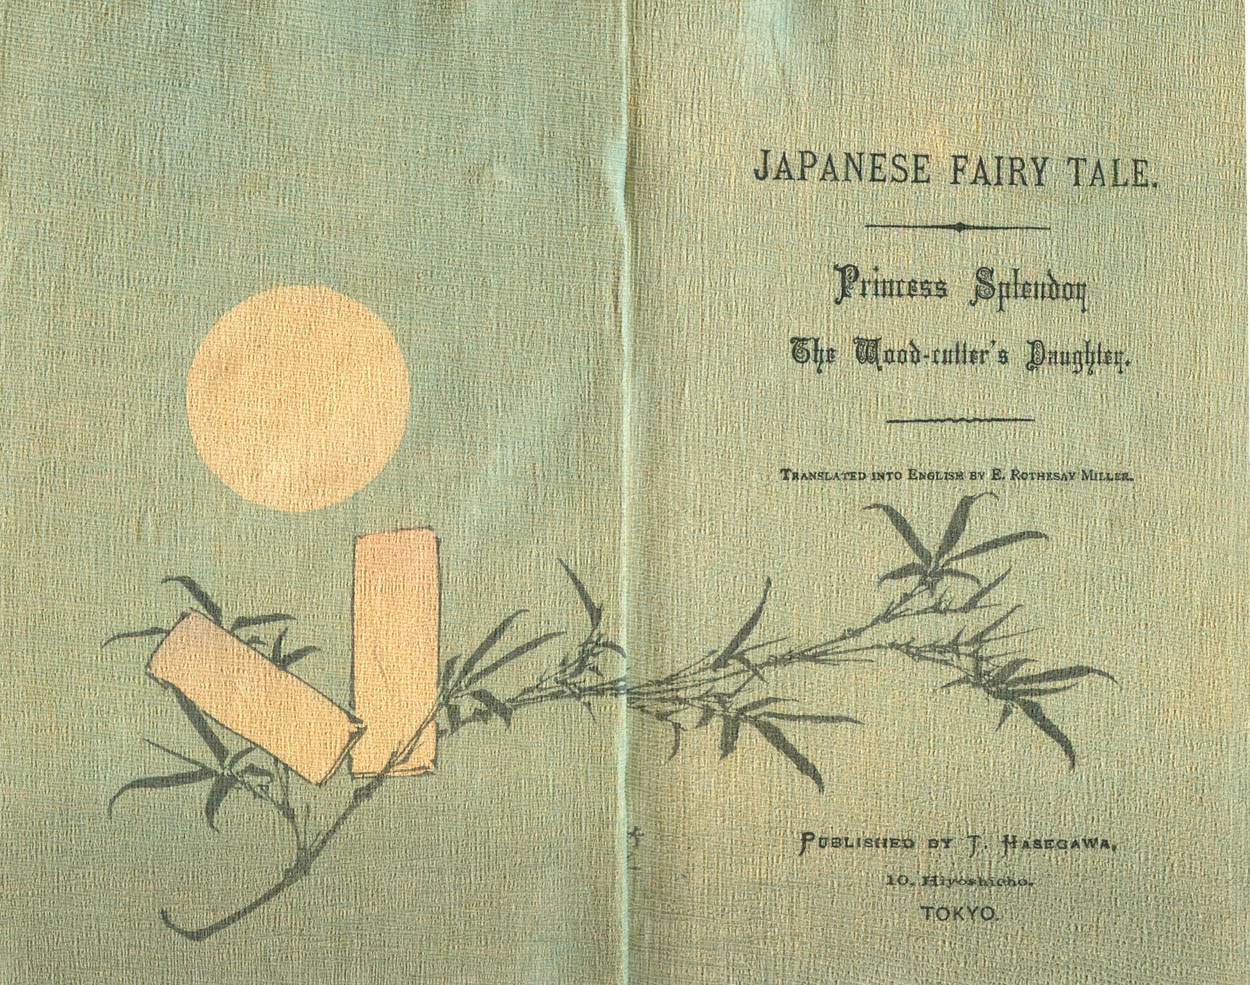 JAPANESE FAIRY TALE.
Princess Splendor
The Wood-cutter's Daughter.
TRANSLATED INTO ENGLISH BY E. ROTHESAY MILLER.
PUBLISHED BY T. HASEGAWA,
10, Hiyoshicho.
TOKYO.